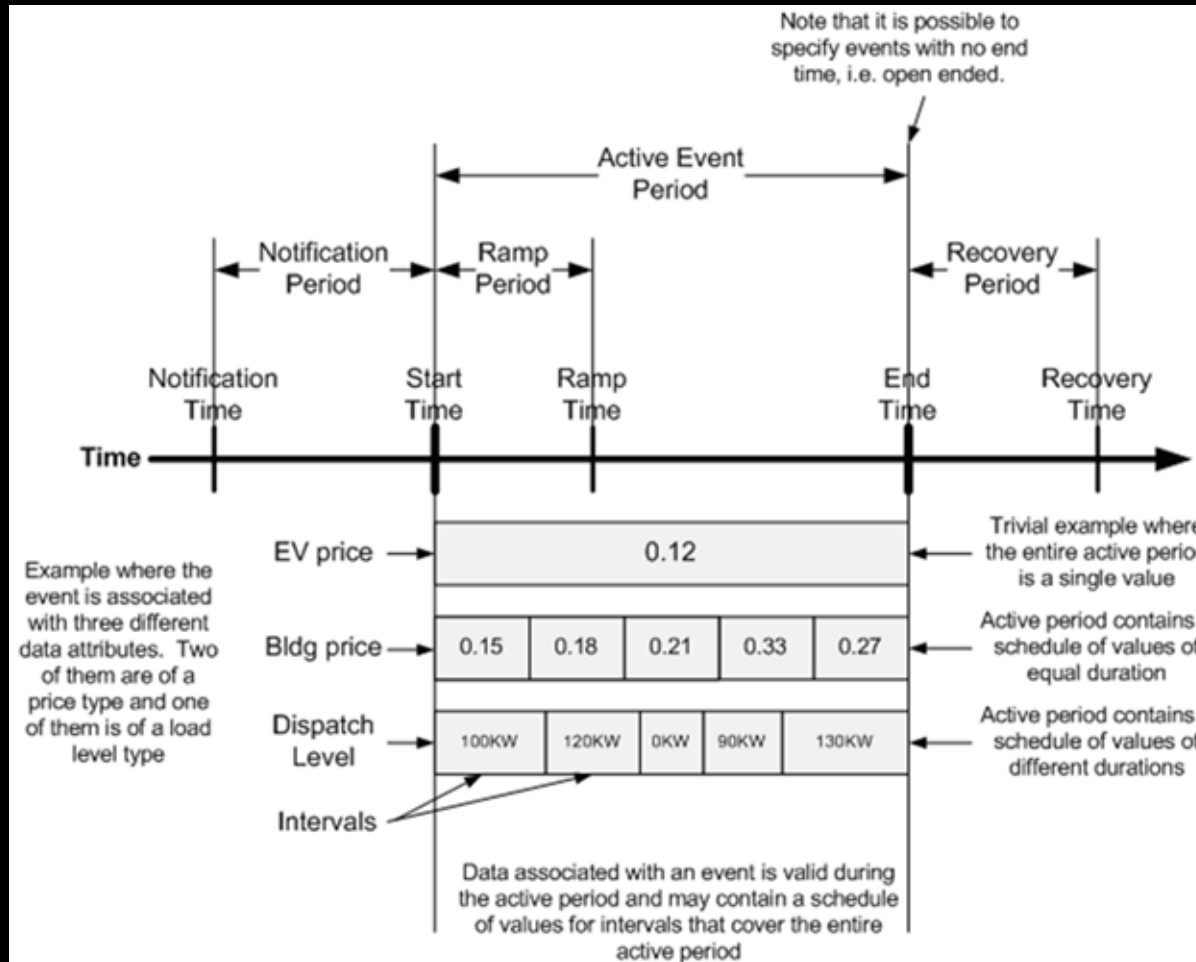 Note that it is possible to
specify events with no end
time, i.e. open ended.
Active Event
Period
Notification
Period
Ramp
Period
Recovery
Period
Notification
Time
Start
Time
Ramp
Time
End
Time
Recovery
Time
Time
EV price
0.12
Trivial example where
the entire active perio
is a single value
Example where the
event is associated
with three different
data attributes. Two
of them are of a
price type and one
of them is of a load
level type
Bldg price
0.15 0.18 0.21 0.33 0.27
Active period contains
schedule of values of
equal duration
Dispatch
Level
100KW 120KW 0KW 90KW 130KW
Active period contains
schedule of values of
different durations
Intervals
Data associated with an event is valid during
the active period and may contain a schedule
of values for intervals that cover the entire
active period